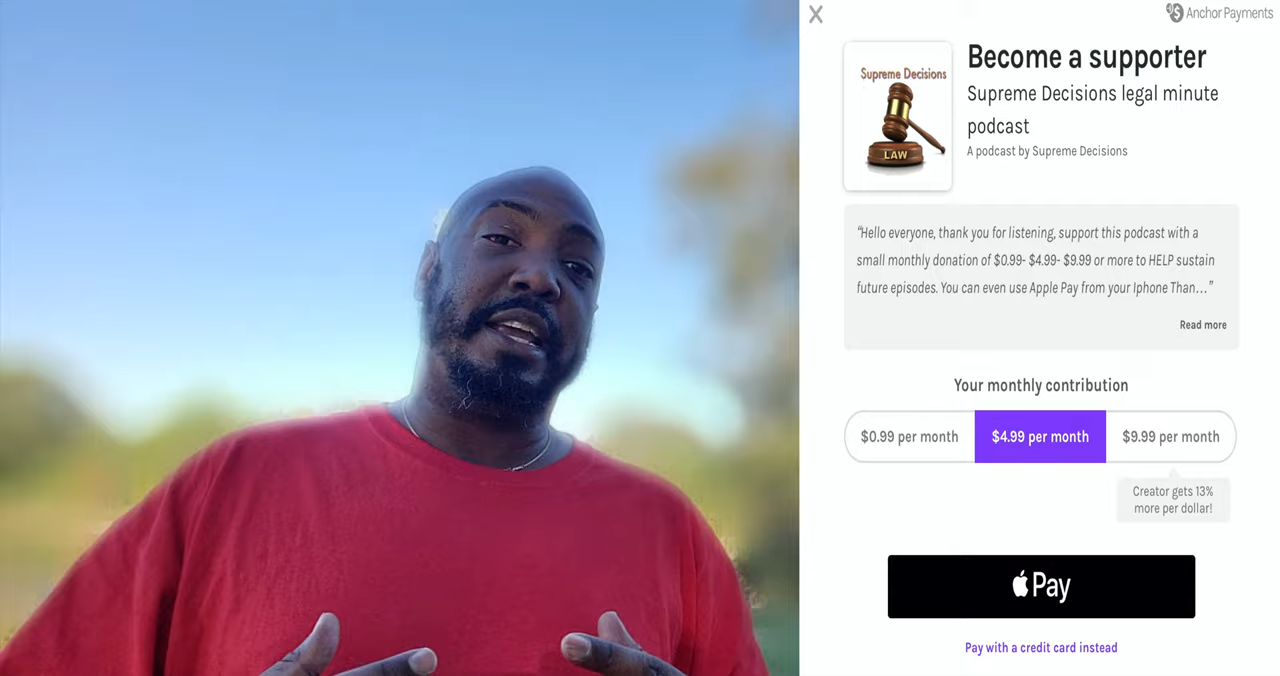 Anchor Payments
Become a supporter
Supreme Decisions
Supreme Decisions legal minute
podcast
A podcast by Supreme Decisions
LAW
"Hello everyone, thank you for listening, support this podcast with a
small monthly donation of $0.99- $4.99- $9.99 or more to HELP sustain
future episodes. You can even use Apple Pay from your Iphone Than..."
Read more
Your monthly contribution
$0.99 per month
$4.99 per month
$9.99 per month
Creator gets 13%
more per dollar!
Pay
Pay with a credit card instead